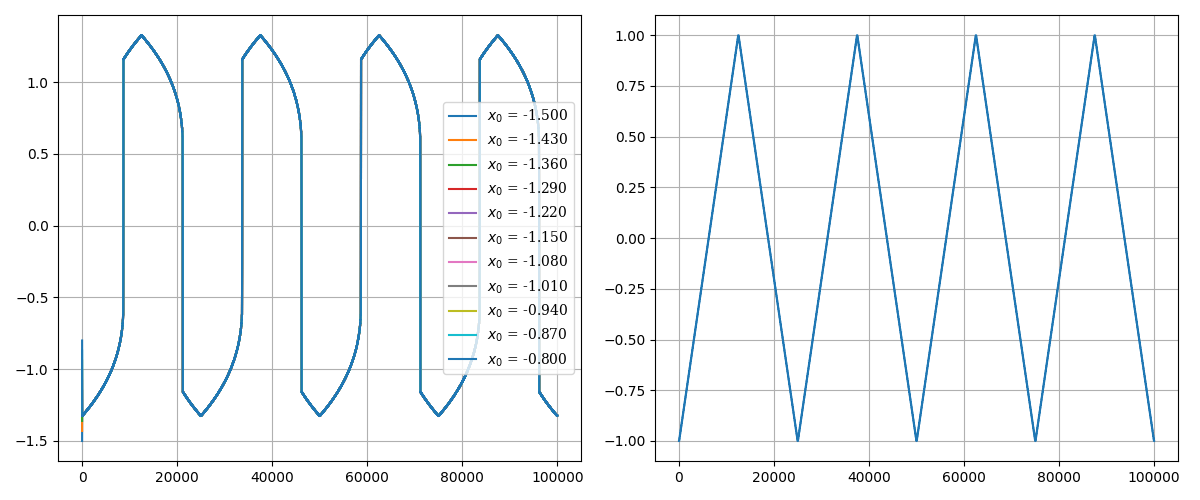 1.0
0.5
0.0
−0.5
−1.0
−1.5
0 20000 40000 60000 80000 100000
x₀ = -1.500
x₀ = -1.430
x₀ = -1.360
x₀ = -1.290
x₀ = -1.220
x₀ = -1.150
x₀ = -1.080
x₀ = -1.010
x₀ = -0.940
x₀ = -0.870
x₀ = -0.800
1.00
0.75
0.50
0.25
0.00
−0.25
−0.50
−0.75
−1.00
0 20000 40000 60000 80000 100000